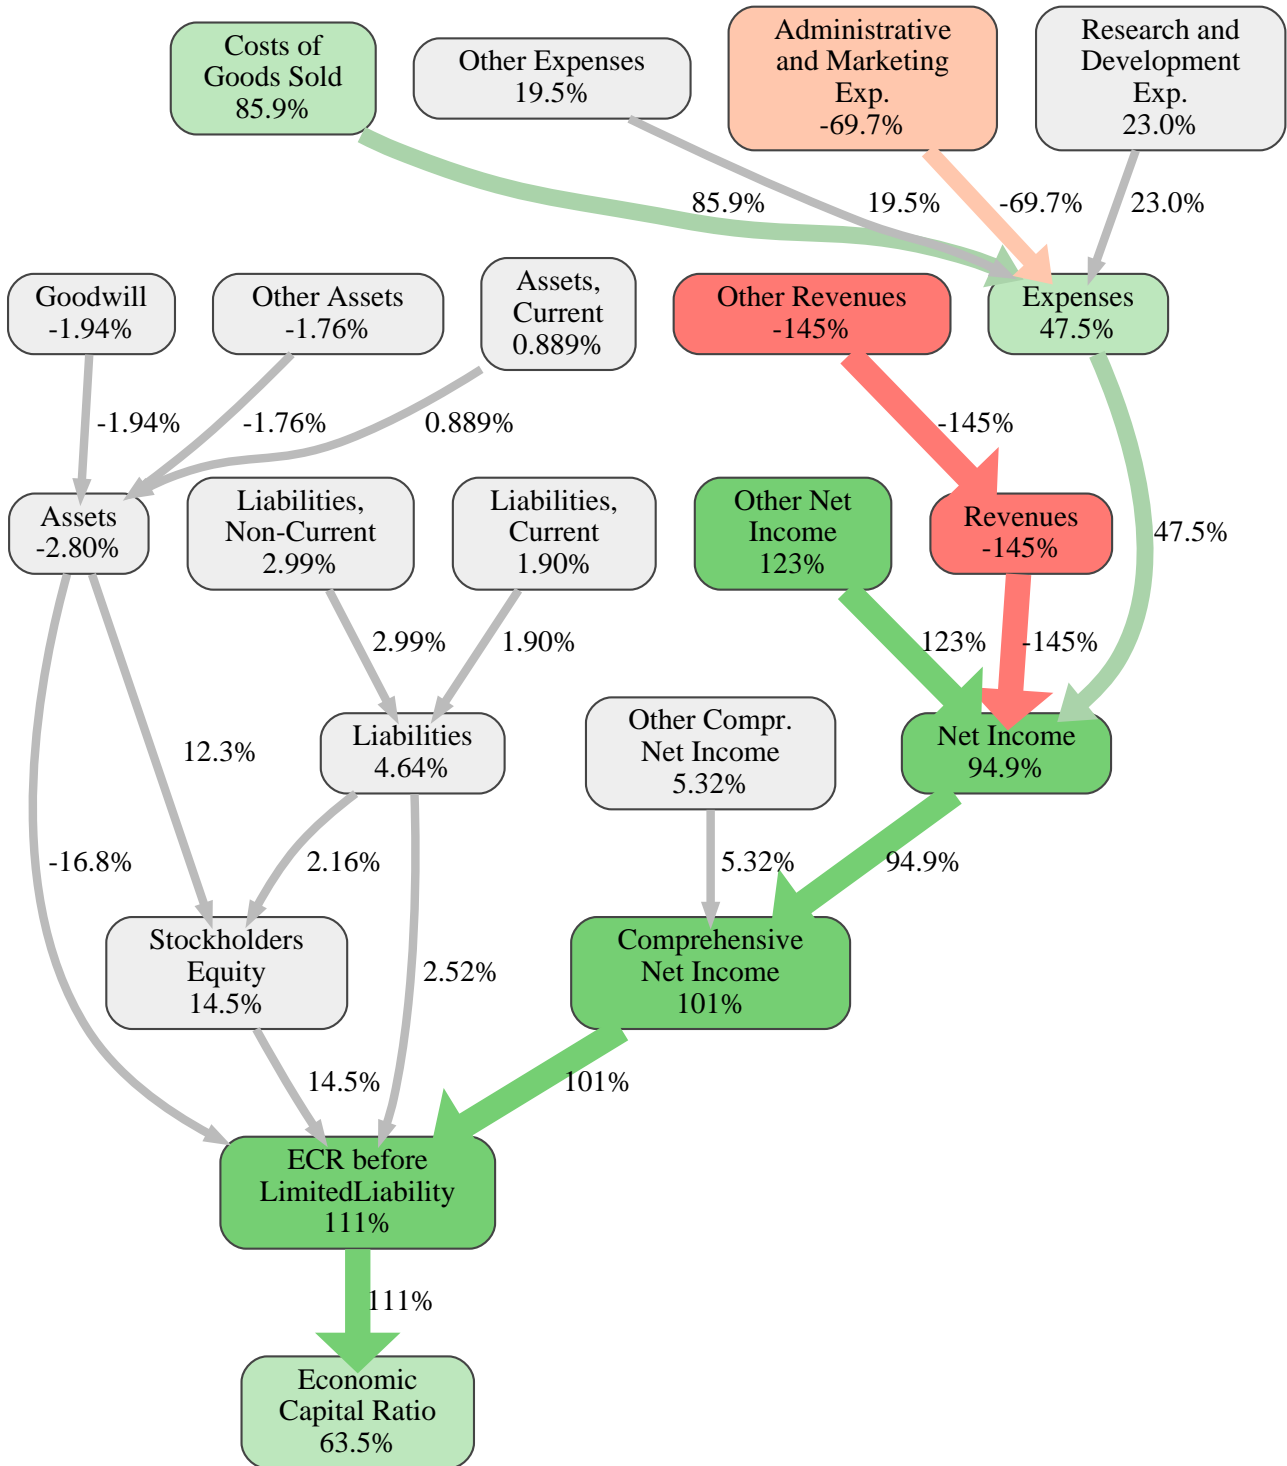 Costs of
Goods Sold
85.9%
Other Expenses
19.5%
Administrative
and Marketing
Exp.
-69.7%
Research and
Development
Exp.
23.0%
85.9%
19.5%
-69.7%
23.0%
Goodwill
-1.94%
Other Assets
-1.76%
Assets,
Current
0.889%
Other Revenues
-145%
Expenses
47.5%
-1.94%
-1.76%
0.889%
-145%
47.5%
Assets
-2.80%
Liabilities,
Non-Current
2.99%
Liabilities,
Current
1.90%
Other Net
Income
123%
Revenues
-145%
2.99%
1.90%
123%
-145%
12.3%
Liabilities
4.64%
Other Compr.
Net Income
5.32%
Net Income
94.9%
-16.8%
2.16%
5.32%
94.9%
Stockholders
Equity
14.5%
2.52%
Comprehensive
Net Income
101%
14.5%
101%
ECR before
LimitedLiability
111%
111%
Economic
Capital Ratio
63.5%